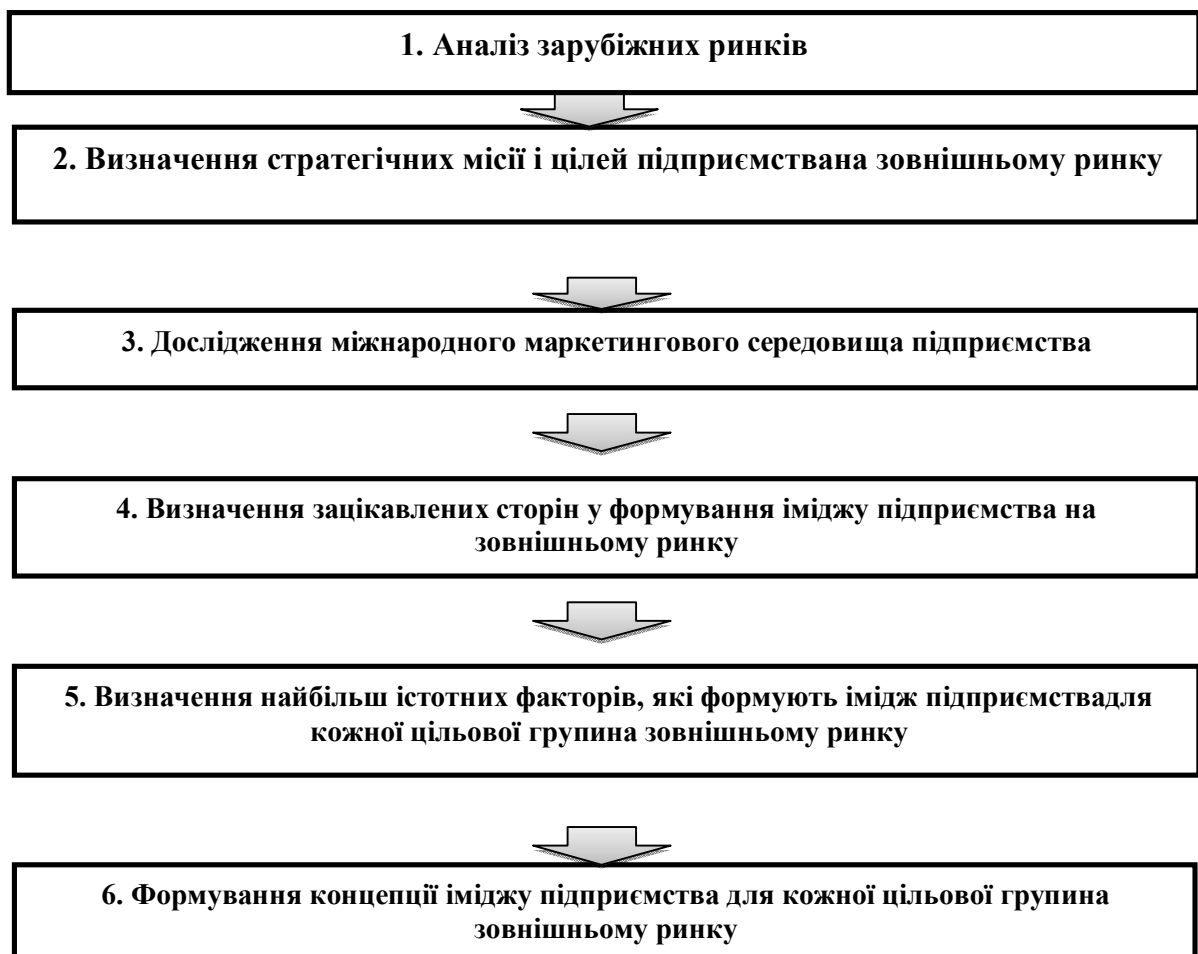 1. Аналіз зарубіжних ринків
2. Визначення стратегічних місії і цілей підприємствана зовнішньому ринку
3. Дослідження міжнародного маркетингового середовища підприємства
4. Визначення зацікавлених сторін у формування іміджу підприємства на
зовнішньому ринку
5. Визначення найбільш істотних факторів, які формують імідж підприємствадля
кожної цільової групина зовнішньому ринку
6. Формування концепції іміджу підприємства для кожної цільової групина
зовнішньому ринку